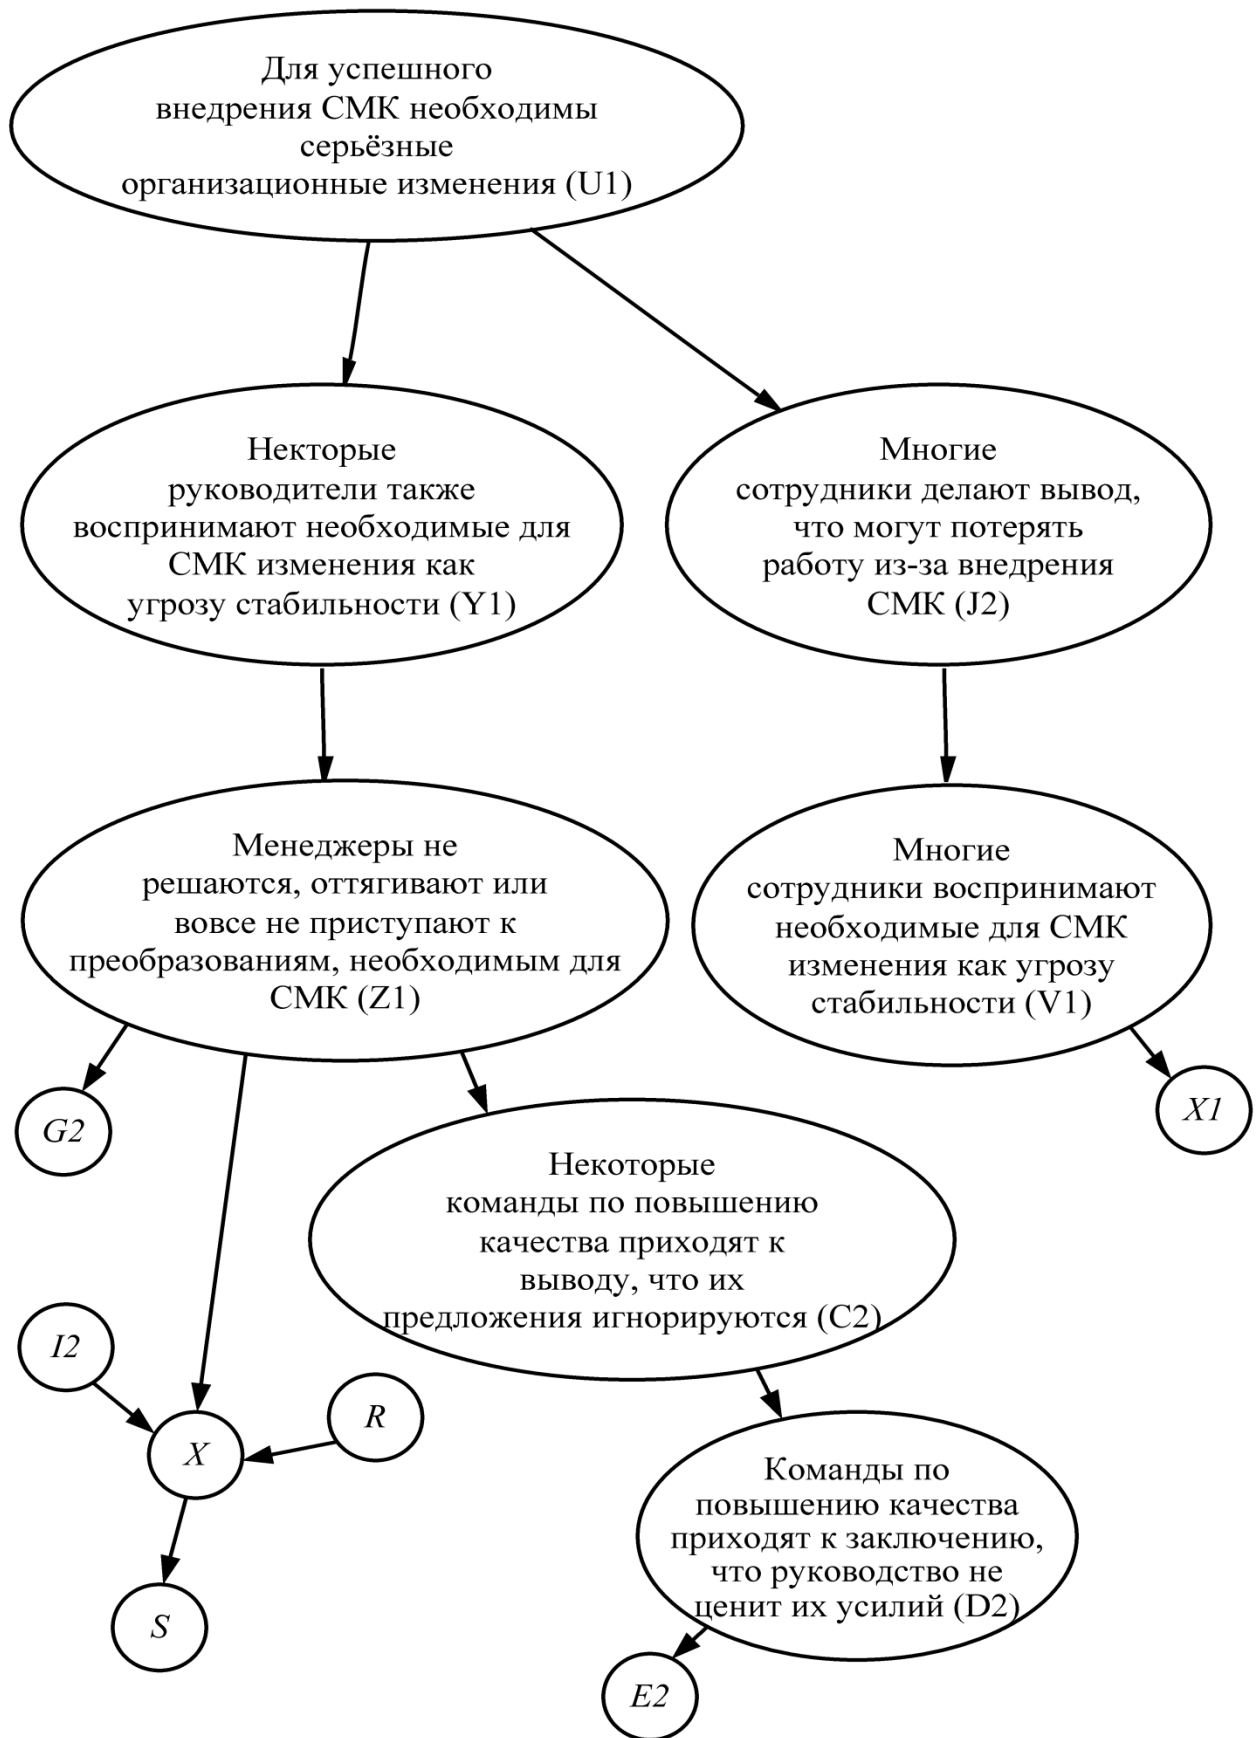 Для успешного
внедрения СМК необходимы
серьёзные
организационные изменения (U1)
Некторые
руководители также
воспринимают необходимые для
СМК изменения как
угрозу стабильности (Y1)
Многие
сотрудники делают вывод,
что могут потерять
работу из-за внедрения
СМК (J2)
Менеджеры не
решаются, оттягивают или
вовсе не приступают к
преобразованиям, необходимым для
СМК (Z1)
Многие
сотрудники воспринимают
необходимые для СМК
изменения как угрозу
стабильности (V1)
G2
X1
Некоторые
команды по повышению
качества приходят к
выводу, что их
предложения игнорируются (C2)
I2
R
X
Команды по
повышению качества
приходят к заключению,
что руководство не
ценит их усилий (D2)
S
E2